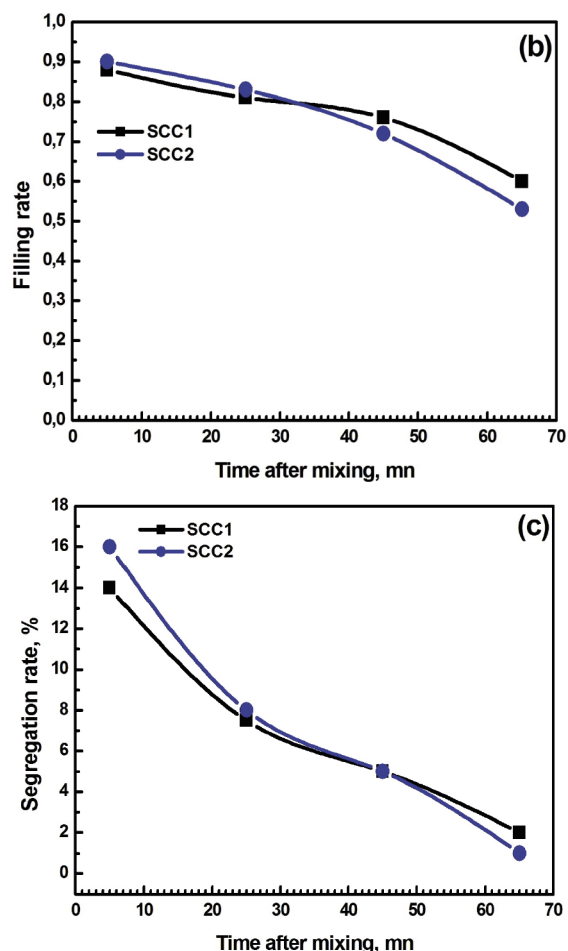 (b)
1,0
0,9
0,8
0,7
0,6
0,5
0,4
0,3
0,2
0,1
0,0
Filling rate
SCC1
SCC2
0 10 20 30 40 50 60 70
Time after mixing, mn
(c)
18
16
14
12
10
8
6
4
2
0
Segregation rate, %
SCC1
SCC2
0 10 20 30 40 50 60 70
Time after mixing, mn